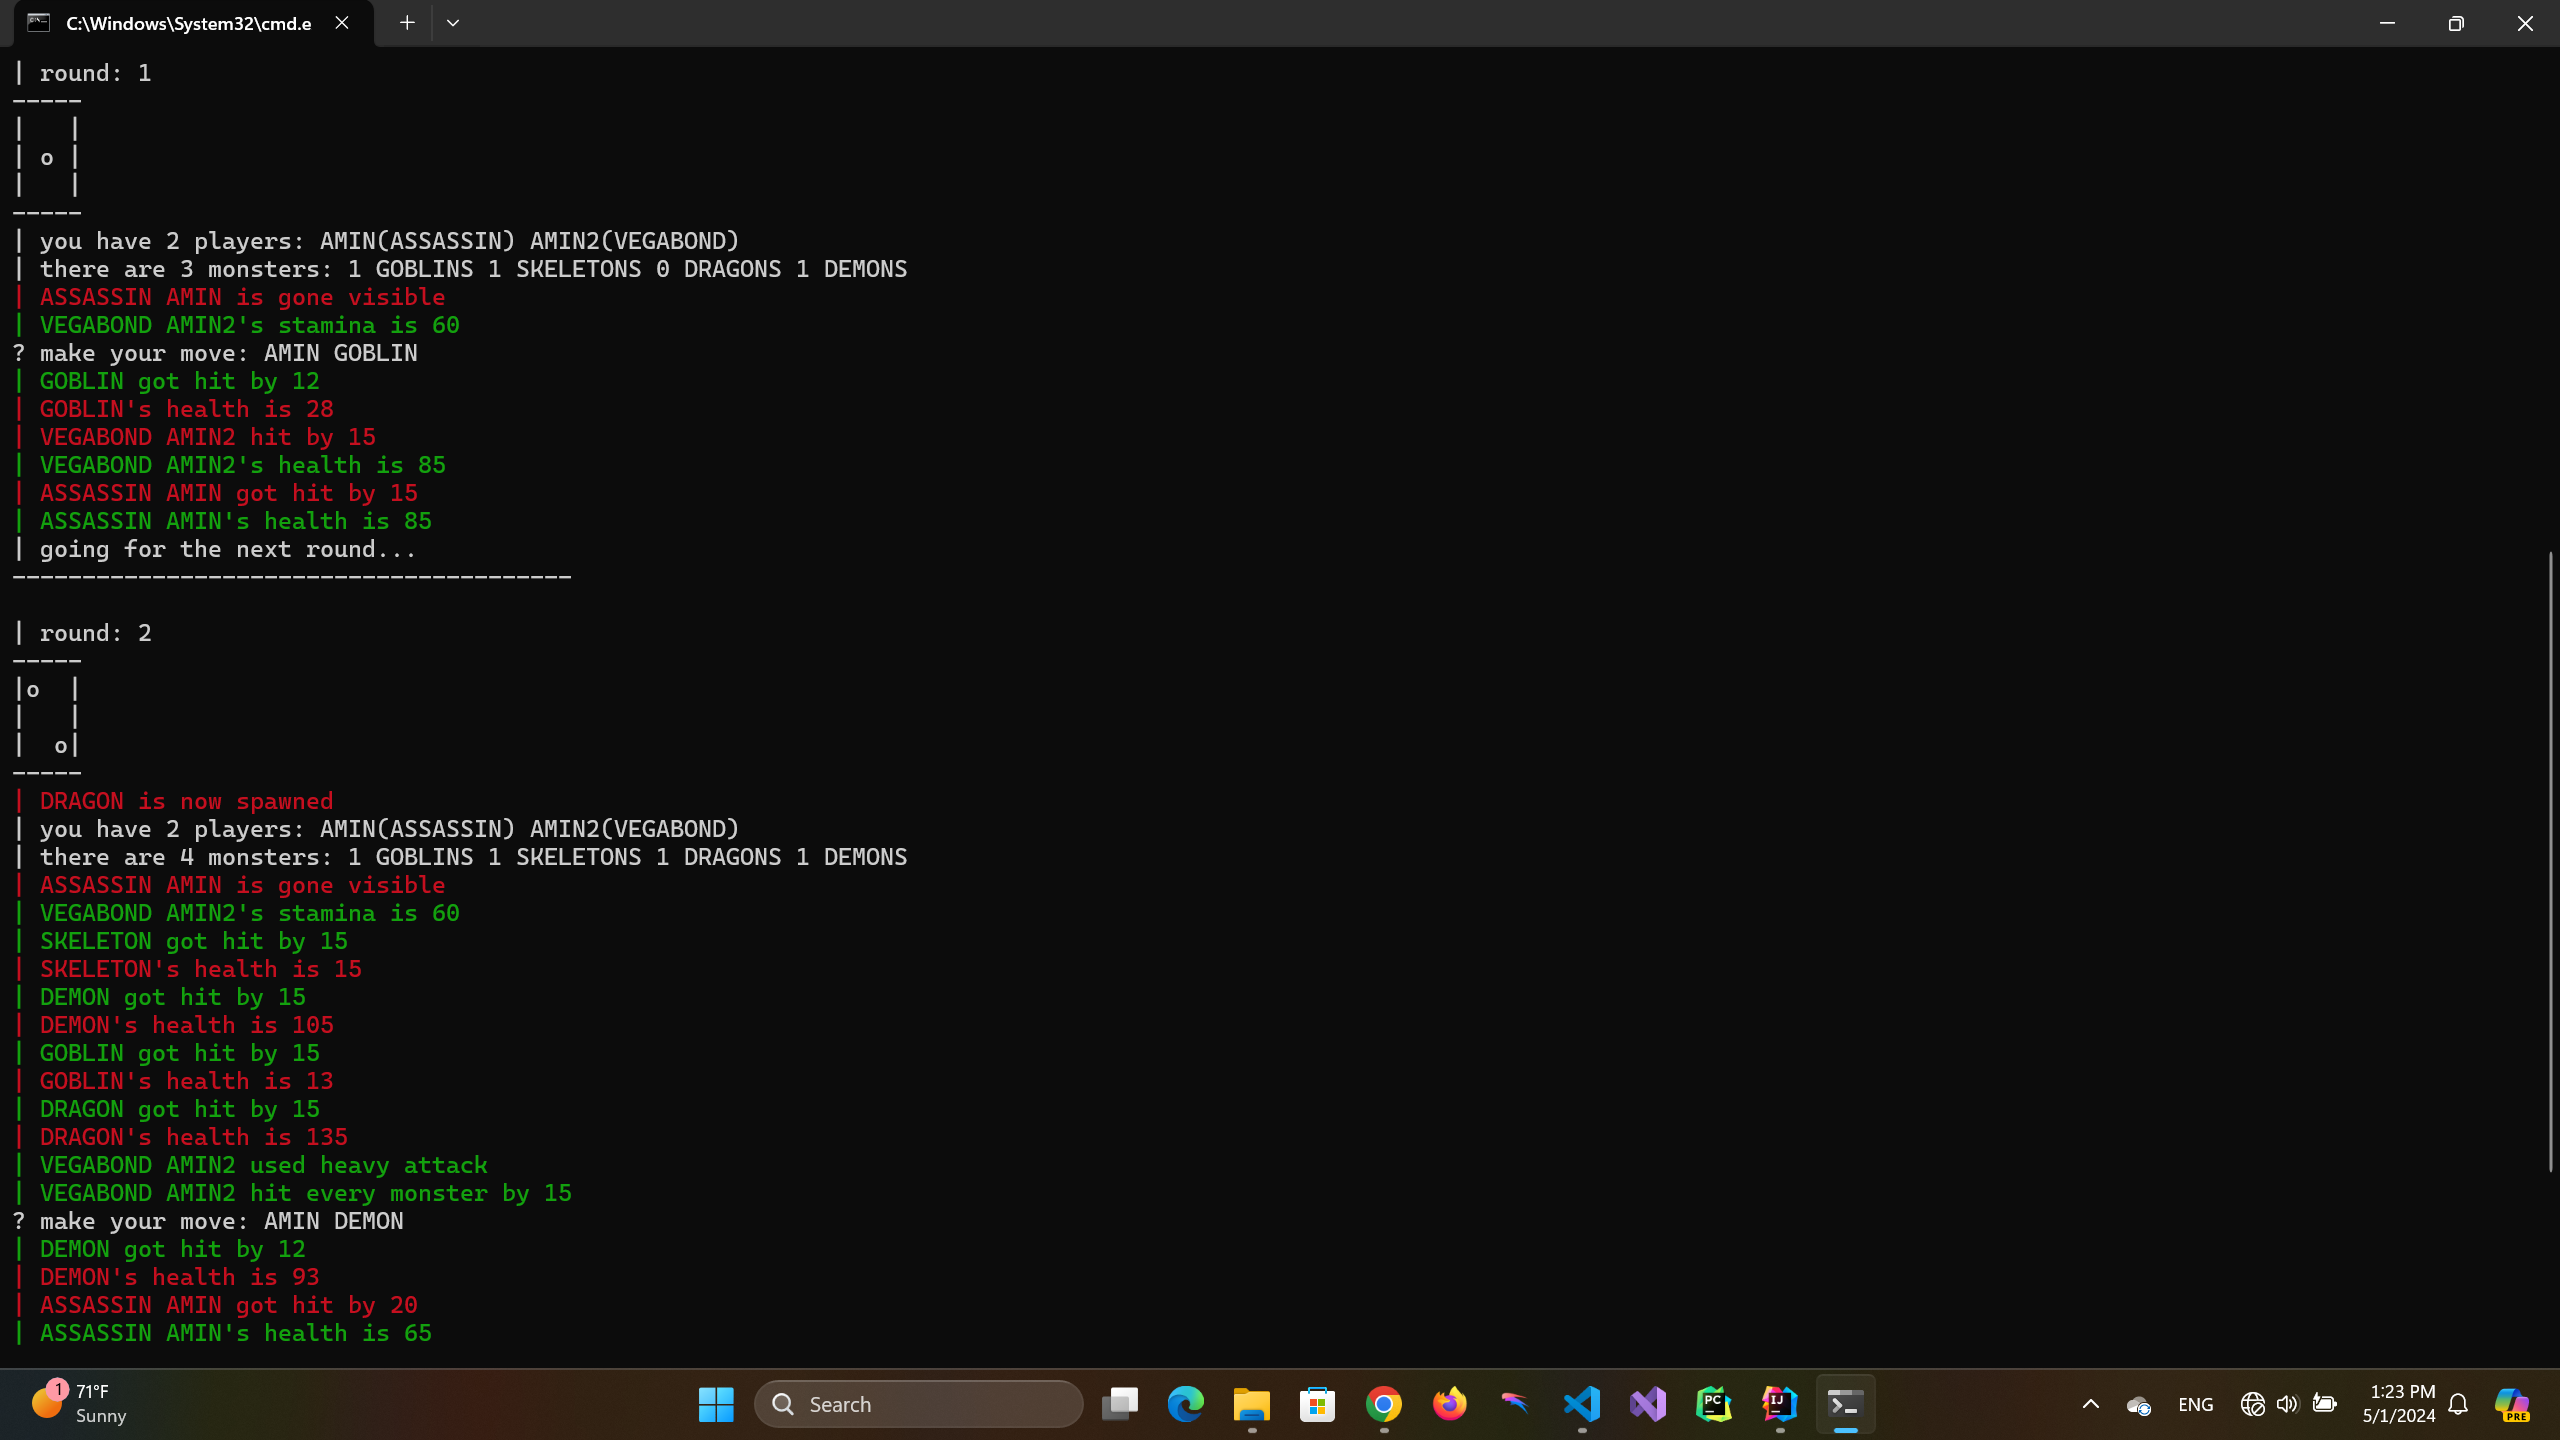 C:\Windows\System32\cmd.e
| round: 1
-----
|   |
| o |
|   |
-----
| you have 2 players: AMIN(ASSASSIN) AMIN2(VEGABOND)
| there are 3 monsters: 1 GOBLINS 1 SKELETONS 0 DRAGONS 1 DEMONS
| ASSASSIN AMIN is gone visible
| VEGABOND AMIN2's stamina is 60
? make your move: AMIN GOBLIN
| GOBLIN got hit by 12
| GOBLIN's health is 28
| VEGABOND AMIN2 hit by 15
| VEGABOND AMIN2's health is 85
| ASSASSIN AMIN got hit by 15
| ASSASSIN AMIN's health is 85
| going for the next round...
----------------------------------------
| round: 2
-----
|o  |
|   |
|  o|
-----
| DRAGON is now spawned
| you have 2 players: AMIN(ASSASSIN) AMIN2(VEGABOND)
| there are 4 monsters: 1 GOBLINS 1 SKELETONS 1 DRAGONS 1 DEMONS
| ASSASSIN AMIN is gone visible
| VEGABOND AMIN2's stamina is 60
| SKELETON got hit by 15
| SKELETON's health is 15
| DEMON got hit by 15
| DEMON's health is 105
| GOBLIN got hit by 15
| GOBLIN's health is 13
| DRAGON got hit by 15
| DRAGON's health is 135
| VEGABOND AMIN2 used heavy attack
| VEGABOND AMIN2 hit every monster by 15
? make your move: AMIN DEMON
| DEMON got hit by 12
| DEMON's health is 93
| ASSASSIN AMIN got hit by 20
| ASSASSIN AMIN's health is 65
1
71°F
Sunny
Search
PC
IJ
ENG
1:23 PM
5/1/2024
PRE